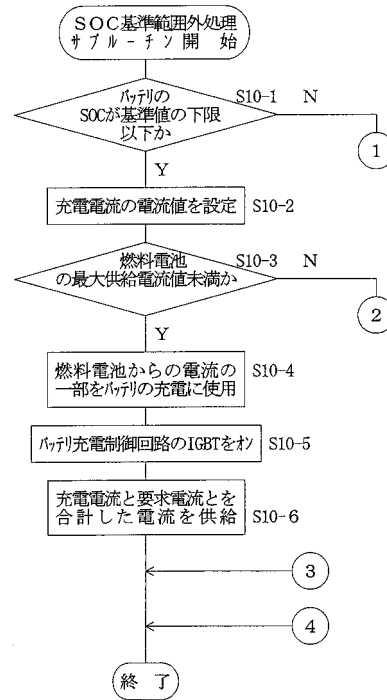 SOC基準範囲外処理
サブルーチン開始
バッテリの
SOCが基準値の下限
以下か
S10-1
N
1
Y
充電電流の電流値を設定
S10-2
燃料電池
の最大供給電流値未満か
S10-3
N
2
Y
燃料電池からの電流の
一部をバッテリの充電に使用
S10-4
バッテリ充電制御回路のIGBTをオン
S10-5
充電電流と要求電流とを
合計した電流を供給
S10-6
3
4
終了